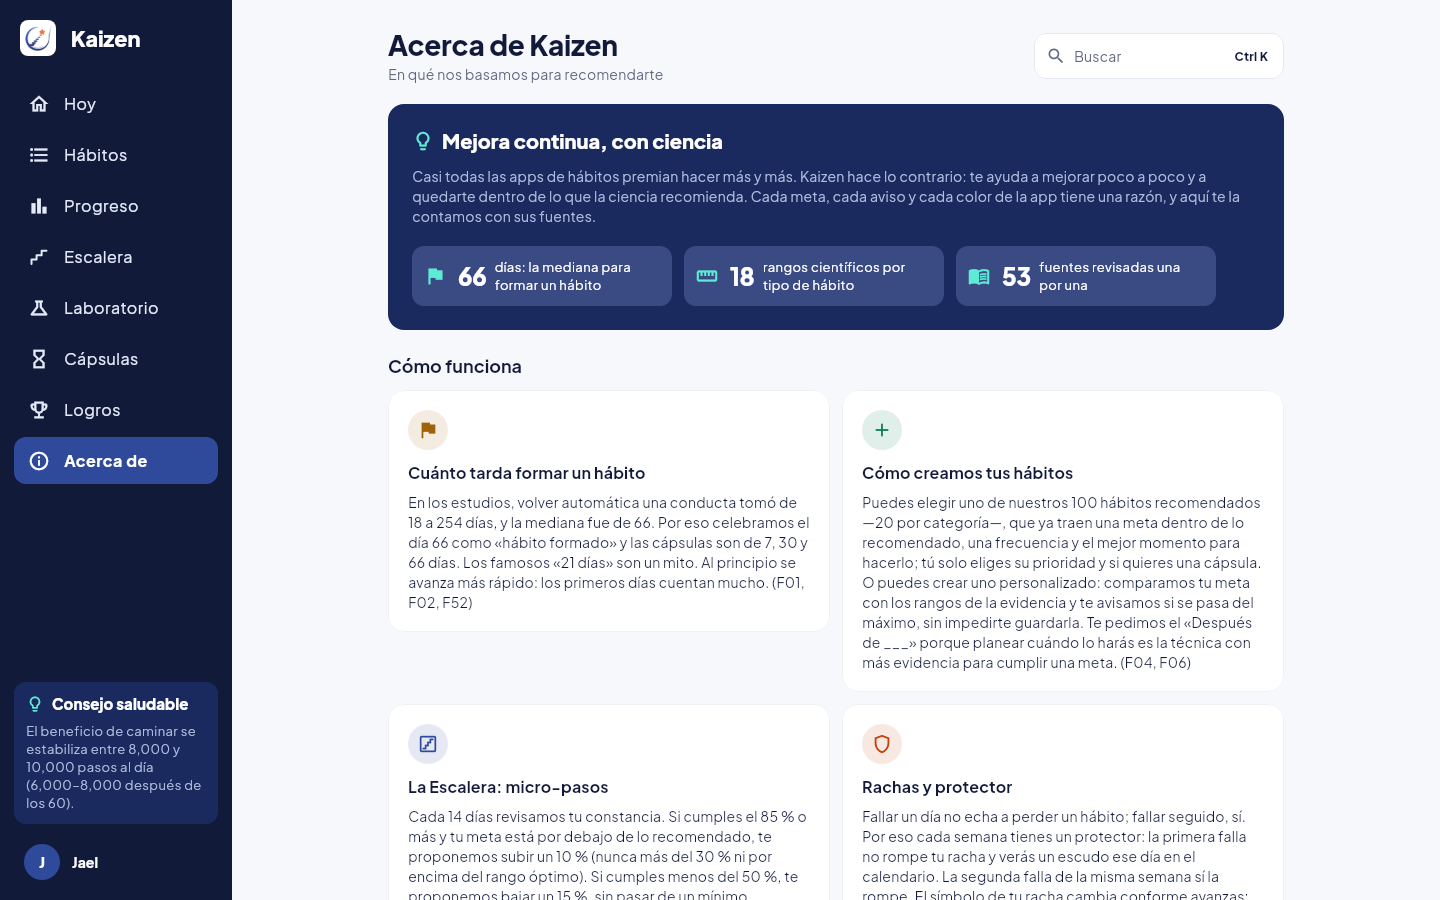 Kaizen
Hoy
Hábitos
Progreso
Escalera
Laboratorio
Cápsulas
Logros
Acerca de
Consejo saludable
El beneficio de caminar se
estabiliza entre 8,000 y
10,000 pasos al día
(6,000–8,000 después de
los 60).
J
Jael
Acerca de Kaizen
En qué nos basamos para recomendarte
Buscar
Ctrl K
Mejora continua, con ciencia
Casi todas las apps de hábitos premian hacer más y más. Kaizen hace lo contrario: te ayuda a mejorar poco a poco y a
quedarte dentro de lo que la ciencia recomienda. Cada meta, cada aviso y cada color de la app tiene una razón, y aquí te la
contamos con sus fuentes.
66
días: la mediana para
formar un hábito
18
rangos científicos por
tipo de hábito
53
fuentes revisadas una
por una
Cómo funciona
Cuánto tarda formar un hábito
En los estudios, volver automática una conducta tomó de
18 a 254 días, y la mediana fue de 66. Por eso celebramos el
día 66 como «hábito formado» y las cápsulas son de 7, 30 y
66 días. Los famosos «21 días» son un mito. Al principio se
avanza más rápido: los primeros días cuentan mucho. (F01,
F02, F52)
Cómo creamos tus hábitos
Puedes elegir uno de nuestros 100 hábitos recomendados
—20 por categoría—, que ya traen una meta dentro de lo
recomendado, una frecuencia y el mejor momento para
hacerlo; tú solo eliges su prioridad y si quieres una cápsula.
O puedes crear uno personalizado: comparamos tu meta
con los rangos de la evidencia y te avisamos si se pasa del
máximo, sin impedirte guardarla. Te pedimos el «Después
de ___» porque planear cuándo lo harás es la técnica con
más evidencia para cumplir una meta. (F04, F06)
La Escalera: micro-pasos
Cada 14 días revisamos tu constancia. Si cumples el 85 % o
más y tu meta está por debajo de lo recomendado, te
proponemos subir un 10 % (nunca más del 30 % ni por
encima del rango óptimo). Si cumples menos del 50 %, te
proponemos bajar un 15 %, sin pasar de un mínimo
Rachas y protector
Fallar un día no echa a perder un hábito; fallar seguido, sí.
Por eso cada semana tienes un protector: la primera falla
no rompe tu racha y verás un escudo ese día en el
calendario. La segunda falla de la misma semana sí la
rompe. El símbolo de tu racha cambia conforme avanzas: